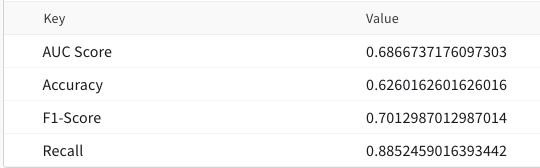 Key Value
AUC Score 0.6866737176097303
Accuracy 0.6260162601626016
F1-Score 0.7012987012987014
Recall 0.8852459016393442